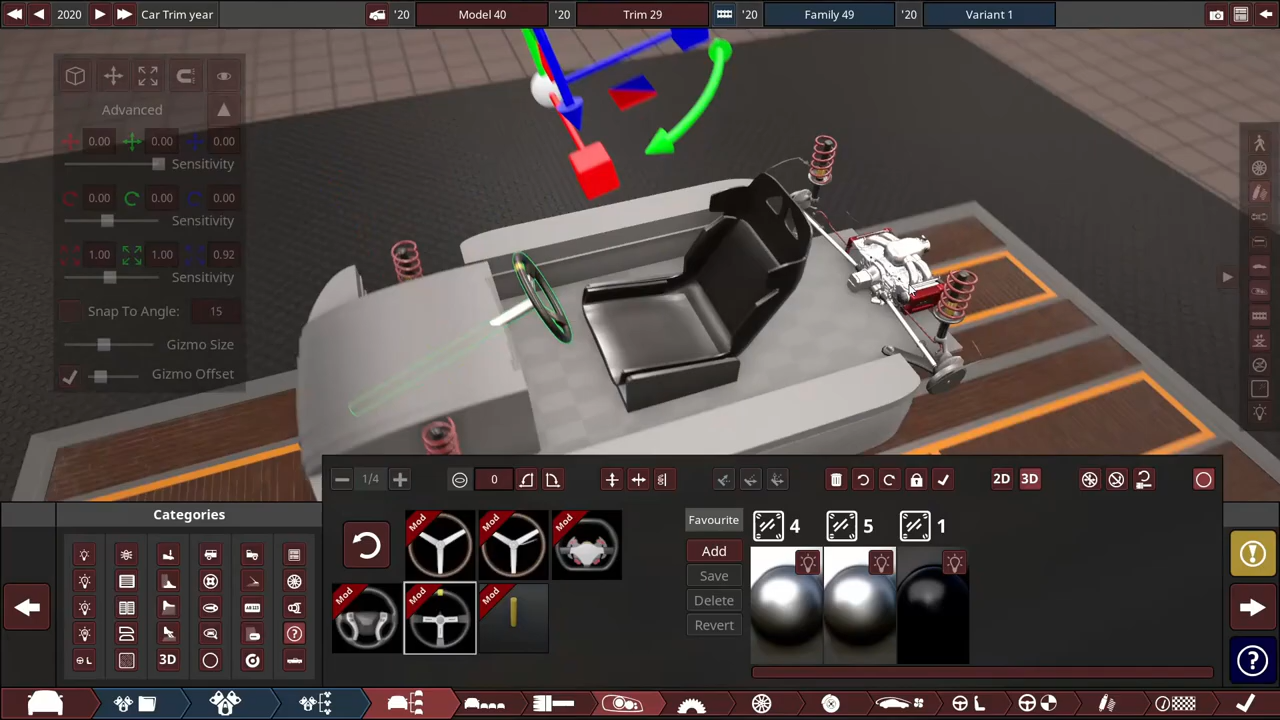 2020 Car Trim year '20 Model 40 '20 Trim 29 '20 Family 49 '20 Variant 1
Advanced
0.00 0.00 0.00
Sensitivity
0.00 0.00 0.00
Sensitivity
1.00 1.00 0.92
Sensitivity
Snap To Angle: 15
Gizmo Size
Gizmo Offset
1/4 0 2D 3D
Categories
3D
Mod Mod Mod
Mod Mod Mod
Favourite
Add
Save
Delete
Revert
4 5 1